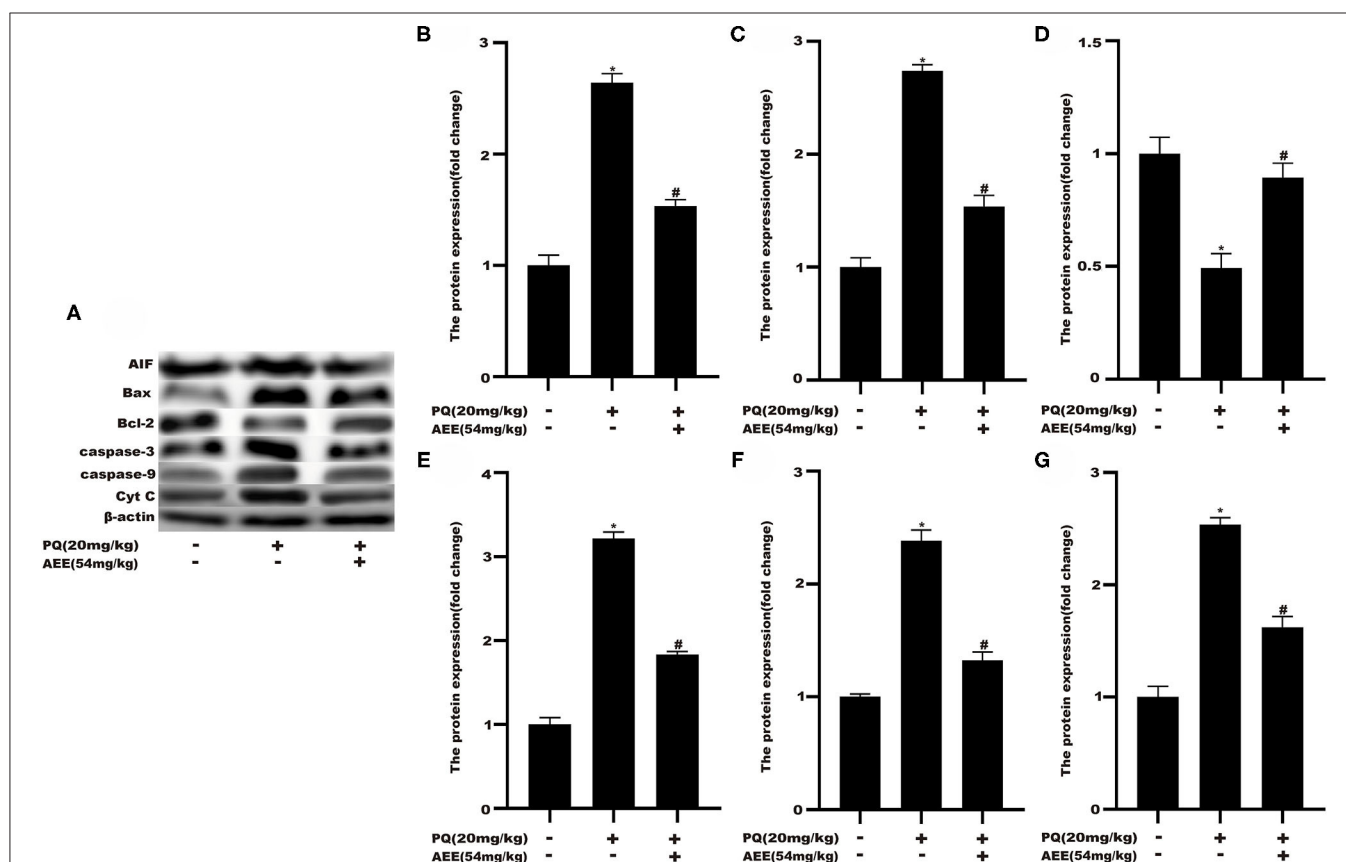 A
AIF
Bax
Bcl-2
caspase-3
caspase-9
Cyt C
β-actin
PQ(20mg/kg) - + +
AEE(54mg/kg) - - +
B
The protein expression(fold change)
3
2
1
0
*
#
PQ(20mg/kg) - + +
AEE(54mg/kg) - - +
C
The protein expression(fold change)
3
2
1
0
*
#
PQ(20mg/kg) - + +
AEE(54mg/kg) - - +
D
The protein expression(fold change)
1.5
1
0.5
0
*
#
PQ(20mg/kg) - + +
AEE(54mg/kg) - - +
E
The protein expression(fold change)
4
3
2
1
0
*
#
PQ(20mg/kg) - + +
AEE(54mg/kg) - - +
F
The protein expression(fold change)
3
2
1
0
*
#
PQ(20mg/kg) - + +
AEE(54mg/kg) - - +
G
The protein expression(fold change)
3
2
1
0
*
#
PQ(20mg/kg) - + +
AEE(54mg/kg) - - +